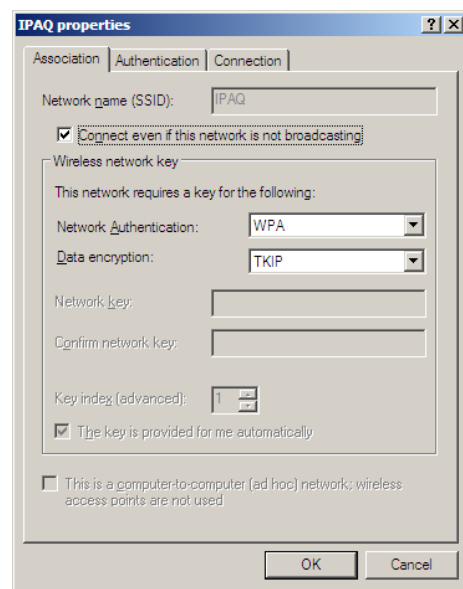 IPAQ properties
Association Authentication Connection
Network name (SSID): IPAQ
Connect even if this network is not broadcasting
Wireless network key
This network requires a key for the following:
Network Authentication: WPA
Data encryption: TKIP
Network key:
Confirm network key:
Key index (advanced): 1
The key is provided for me automatically
This is a computer-to-computer (ad hoc) network; wireless
access points are not used
OK Cancel